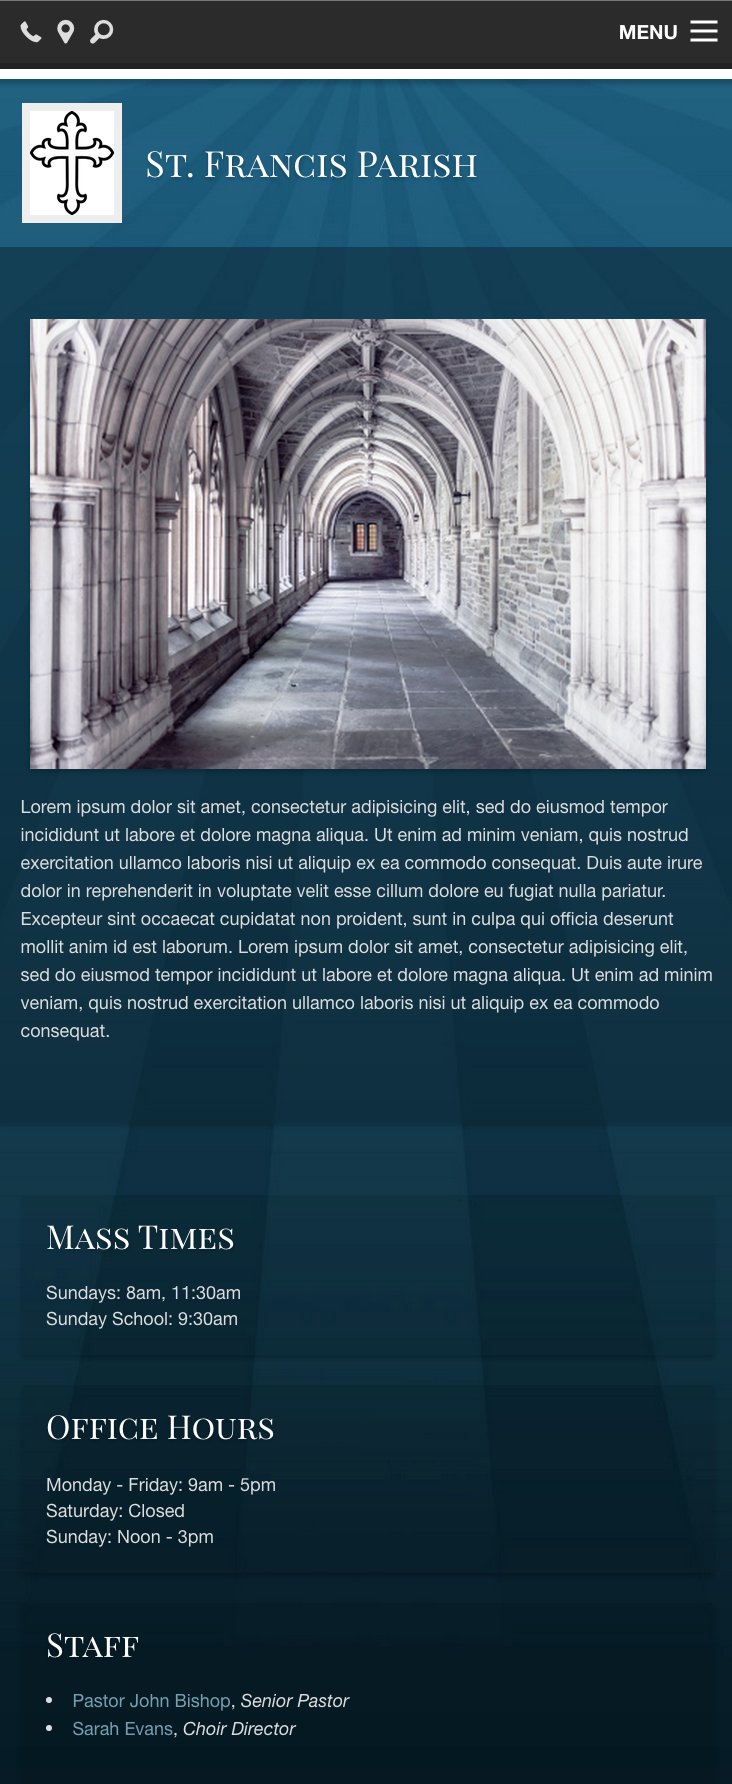 MENU
St. Francis Parish
Lorem ipsum dolor sit amet, consectetur adipisicing elit, sed do eiusmod tempor
incididunt ut labore et dolore magna aliqua. Ut enim ad minim veniam, quis nostrud
exercitation ullamco laboris nisi ut aliquip ex ea commodo consequat. Duis aute irure
dolor in reprehenderit in voluptate velit esse cillum dolore eu fugiat nulla pariatur.
Excepteur sint occaecat cupidatat non proident, sunt in culpa qui officia deserunt
mollit anim id est laborum. Lorem ipsum dolor sit amet, consectetur adipisicing elit,
sed do eiusmod tempor incididunt ut labore et dolore magna aliqua. Ut enim ad minim
veniam, quis nostrud exercitation ullamco laboris nisi ut aliquip ex ea commodo
consequat.
Mass Times
Sundays: 8am, 11:30am
Sunday School: 9:30am
Office Hours
Monday - Friday: 9am - 5pm
Saturday: Closed
Sunday: Noon - 3pm
Staff
• Pastor John Bishop, Senior Pastor
• Sarah Evans, Choir Director